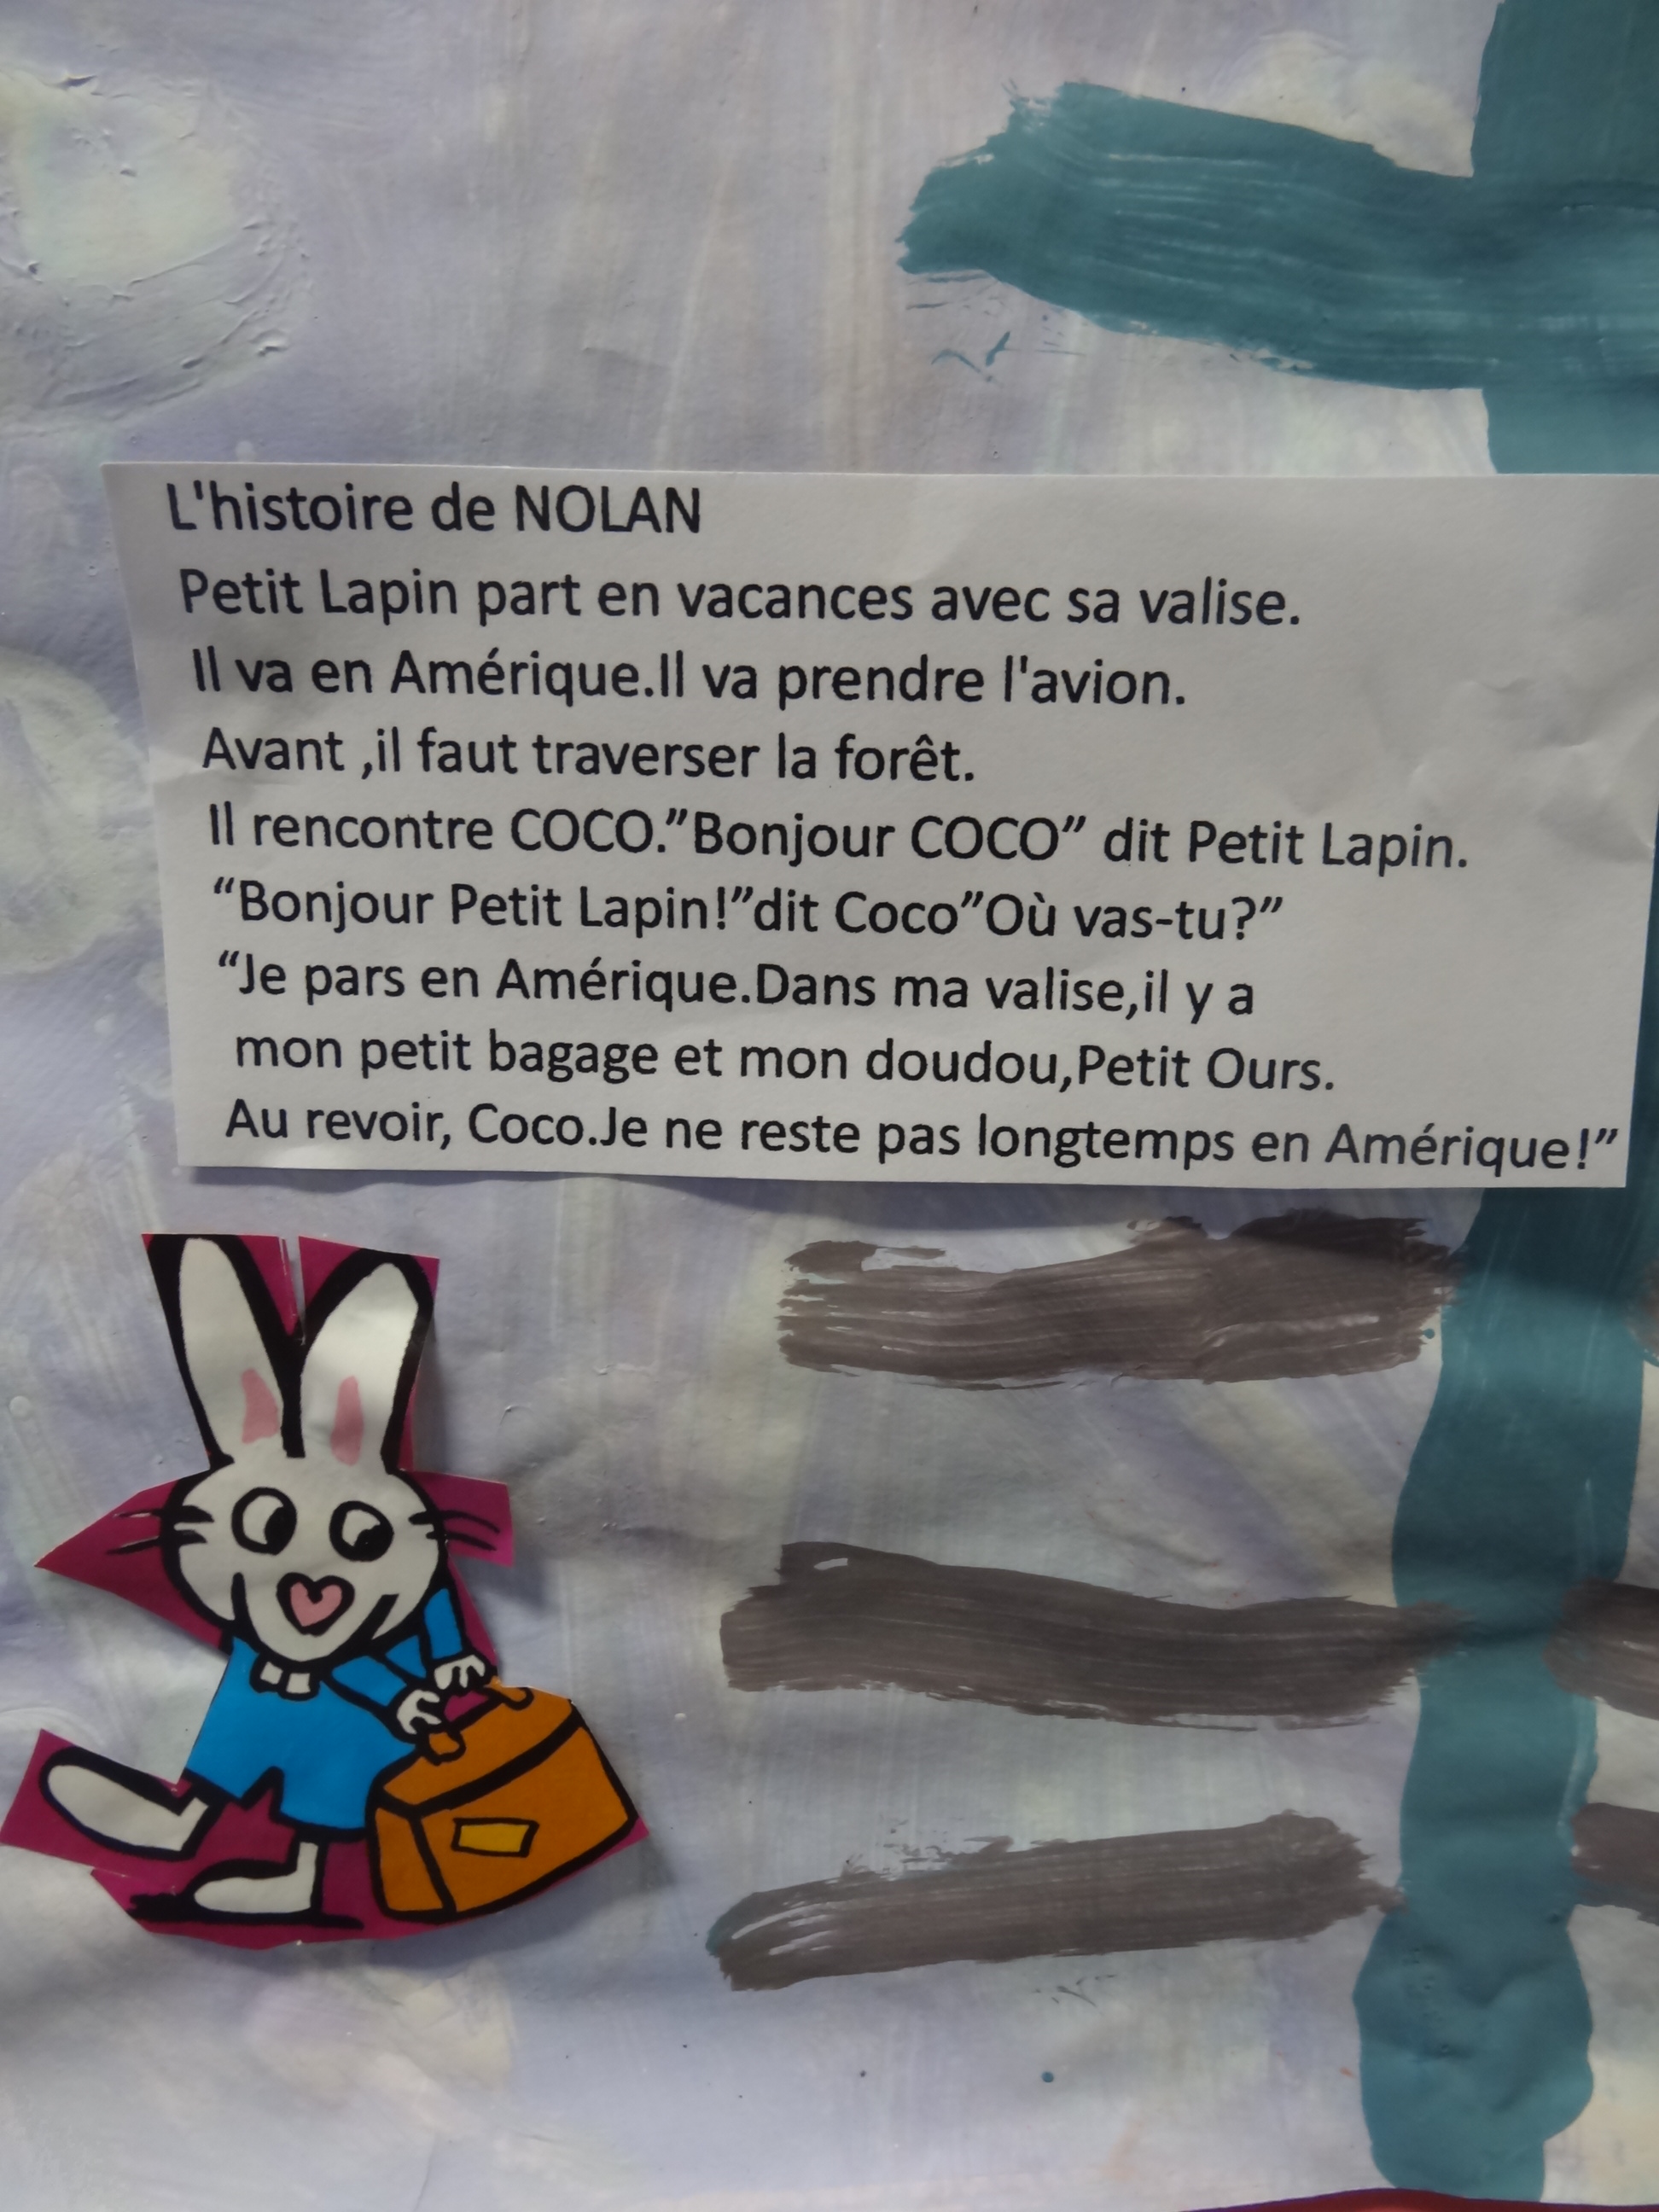 L'histoire de NOLAN
Petit Lapin part en vacances avec sa valise.
Il va en Amérique.Il va prendre l'avion.
Avant ,il faut traverser la forêt.
Il rencontre COCO.”Bonjour COCO” dit Petit Lapin.
“Bonjour Petit Lapin!”dit Coco”Où vas-tu?”
“Je pars en Amérique.Dans ma valise,il y a
mon petit bagage et mon doudou,Petit Ours.
Au revoir, Coco.Je ne reste pas longtemps en Amérique!”